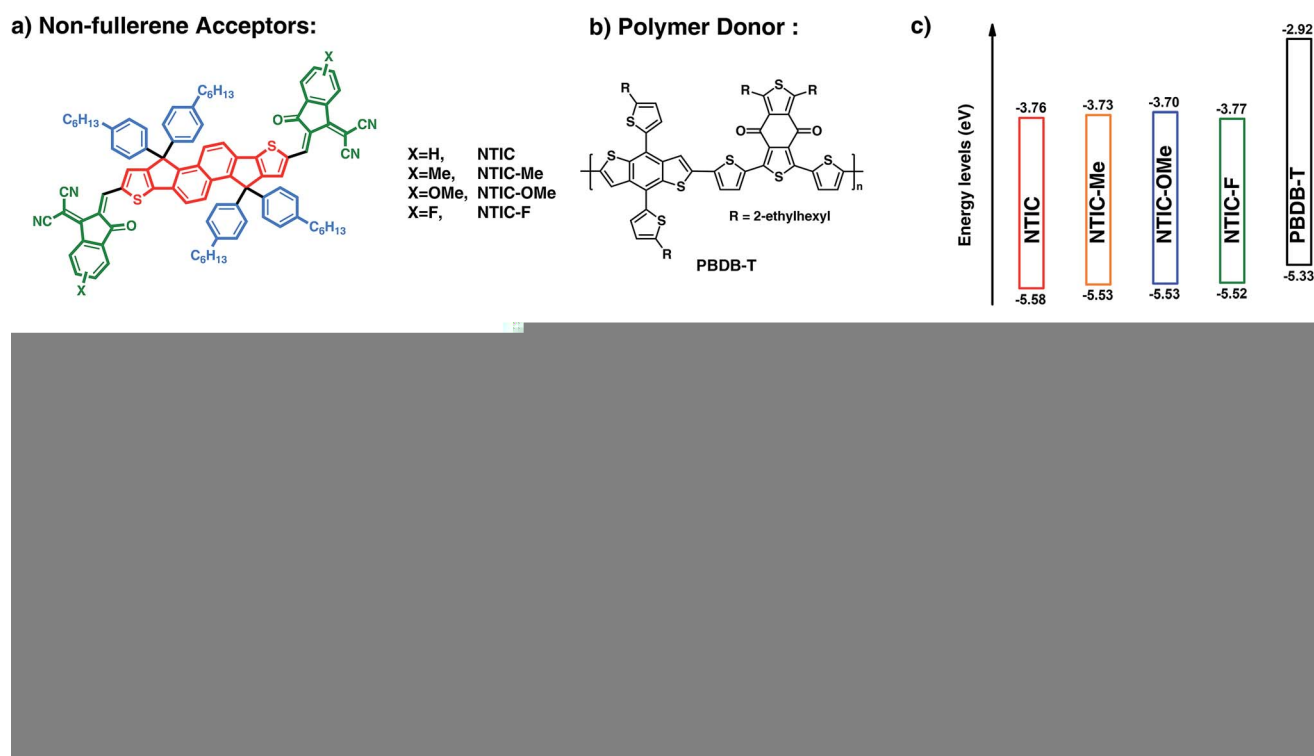 a) Non-fullerene Acceptors:
b) Polymer Donor :
c)
X
C6H13
C6H13
O
CN
CN
S
CN
NC
S
O
X
C6H13
C6H13
X=H, NTIC
X=Me, NTIC-Me
X=OMe, NTIC-OMe
X=F, NTIC-F
R
S
R
S
R
O
O
S
S
S
S
S
n
S
R
R = 2-ethylhexyl
PBDB-T
Energy levels (eV)
-3.76
NTIC
-5.58
-3.73
NTIC-Me
-5.53
-3.70
NTIC-OMe
-5.53
-3.77
NTIC-F
-5.52
-2.92
PBDB-T
-5.33